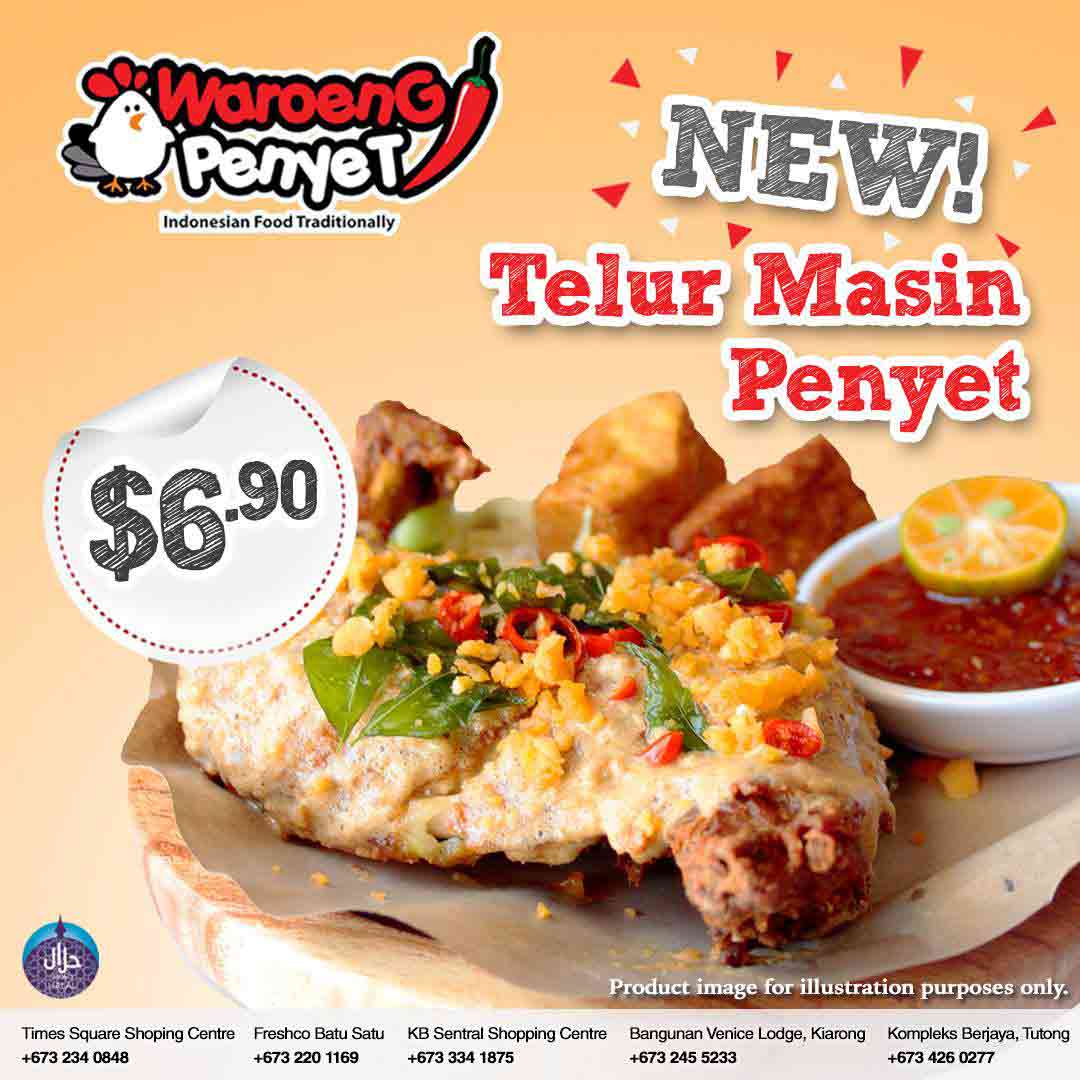 Waroeng
Penyet
Indonesian Food Traditionally
NEW!
Telur Masin
Penyet
$6.90
حلال
Product image for illustration purposes only.
Times Square Shoping Centre
+673 234 0848
Freshco Batu Satu
+673 220 1169
KB Sentral Shopping Centre
+673 334 1875
Bangunan Venice Lodge, Kiarong
+673 245 5233
Kompleks Berjaya, Tutong
+673 426 0277